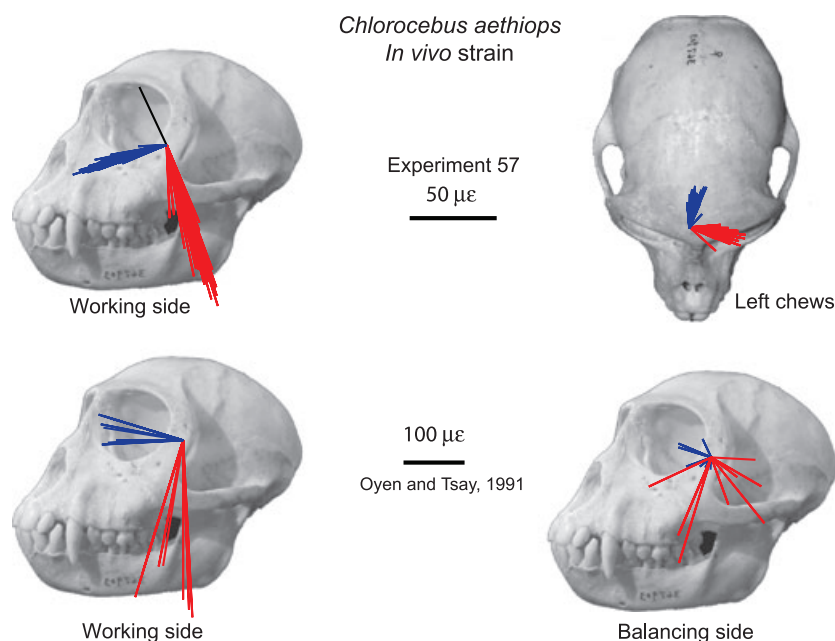 Chlorocebus aethiops
In vivo strain
Experiment 57
50 με
Working side
Left chews
100 με
Oyen and Tsay, 1991
Working side
Balancing side